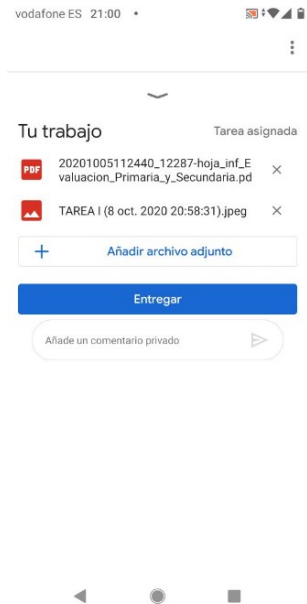 vodafone ES 21:00
Tu trabajo
Tarea asignada
PDF
20201005112440_12287-hoja_inf_E
valuacion_Primaria_y_Secundaria.pd
TAREA I (8 oct. 2020 20:58:31).jpeg
Añadir archivo adjunto
Entregar
Añade un comentario privado